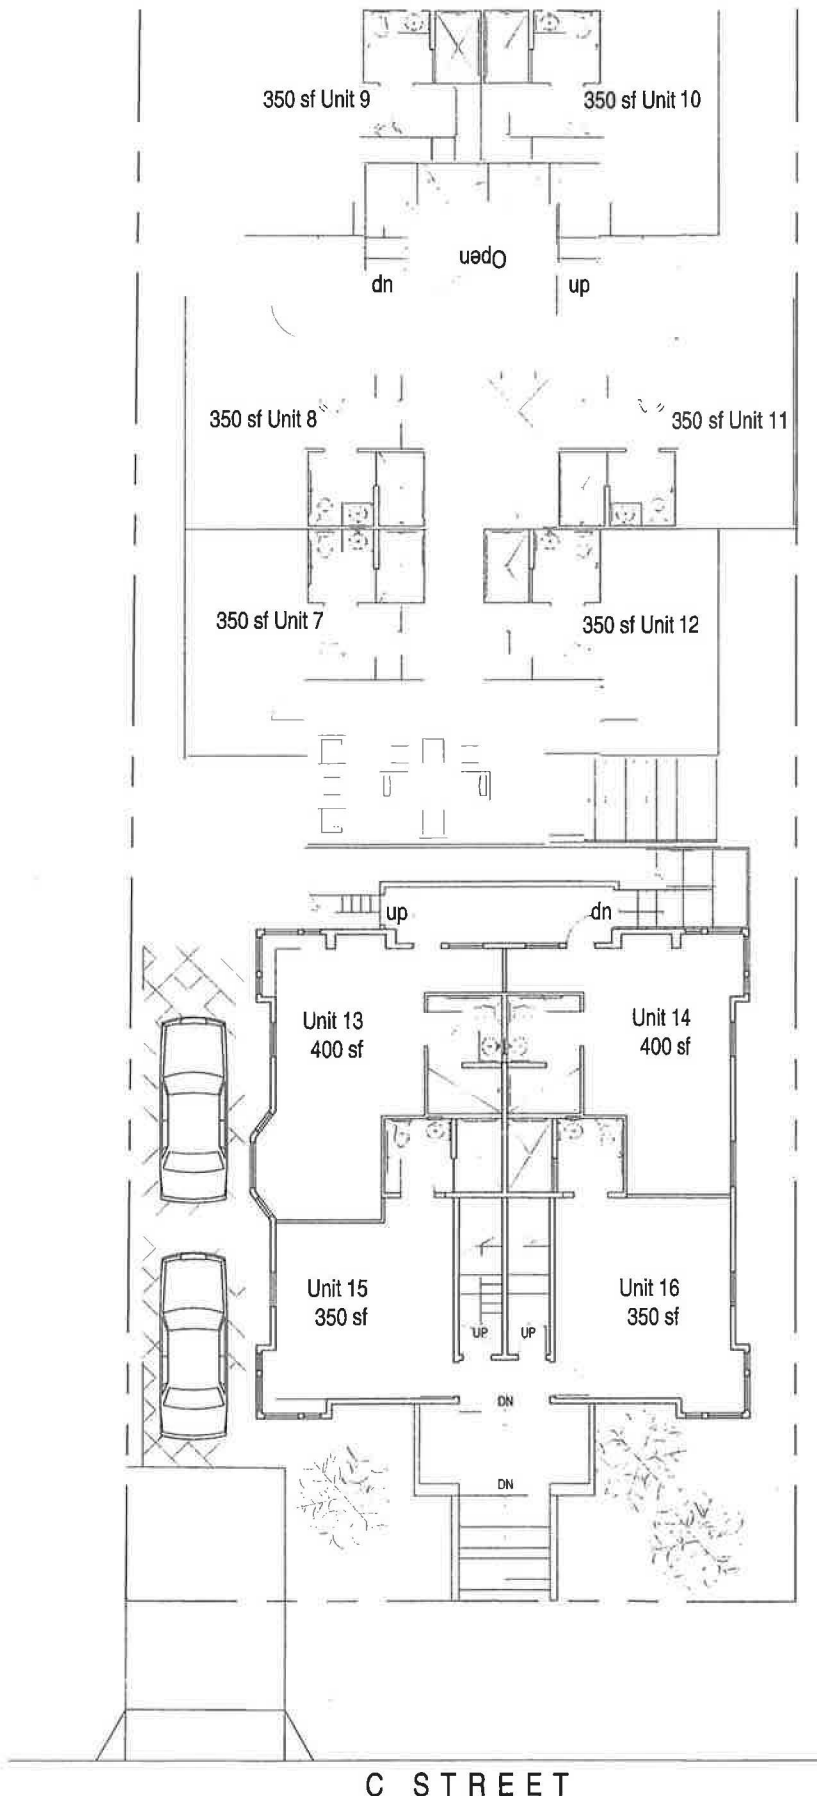 350 sf Unit 9
350 sf Unit 10
Open
dn
up
350 sf Unit 8
350 sf Unit 11
350 sf Unit 7
350 sf Unit 12
up
dn
Unit 13
400 sf
Unit 14
400 sf
Unit 15
350 sf
Unit 16
350 sf
UP
UP
DN
DN
C STREET